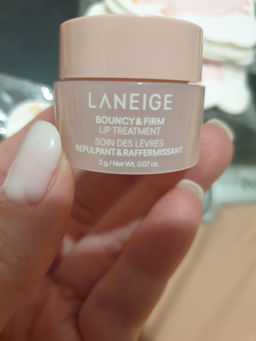 LANEIGE
BOUNCY & FIRM
LIP TREATMENT
SOIN DES LÈVRES
REPULPANT & RAFFERMISSANT
2 g / Net Wt. 0.07 oz.